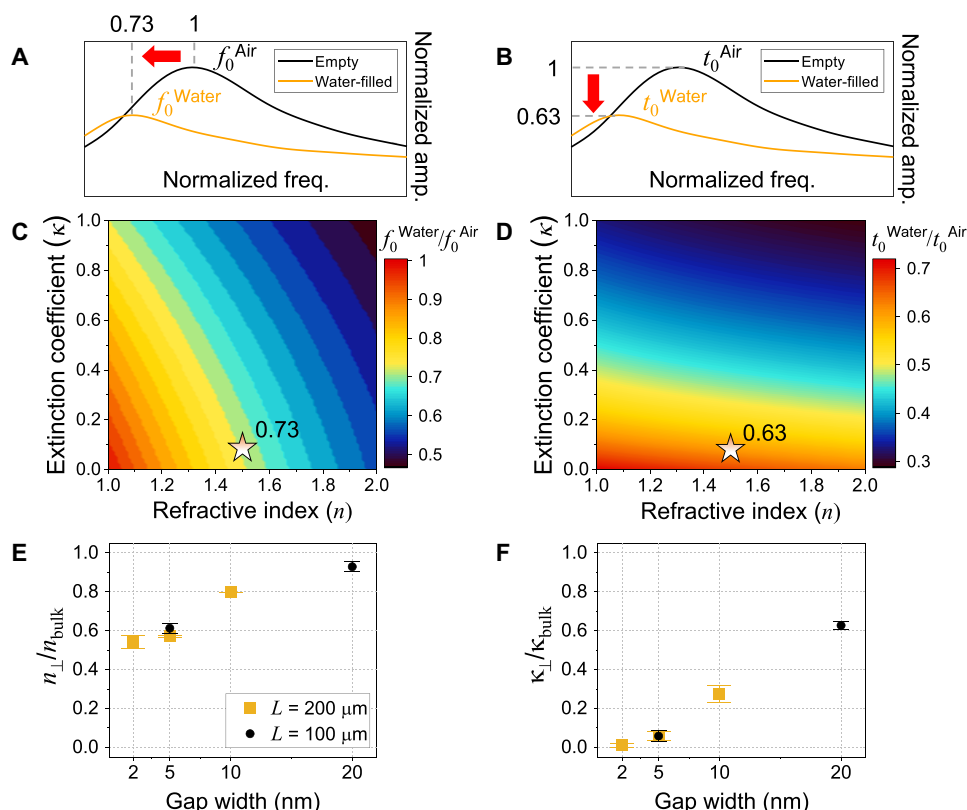 0.73 1
A
f₀Air
Empty
Water-filled
f₀Water
Normalized freq.
Normalized amp.
B
1
0.63
t₀Air
Empty
Water-filled
t₀Water
Normalized freq.
Normalized amp.
C
Extinction coefficient (κ)
1.0
0.8
0.6
0.4
0.2
0.0
0.73
1.0 1.2 1.4 1.6 1.8 2.0
Refractive index (n)
f₀Water/f₀Air
1
0.9
0.8
0.7
0.6
0.5
D
Extinction coefficient (κ)
1.0
0.8
0.6
0.4
0.2
0.0
0.63
1.0 1.2 1.4 1.6 1.8 2.0
Refractive index (n)
t₀Water/t₀Air
0.7
0.6
0.5
0.4
0.3
E
n⊥/nbulk
1.0
0.8
0.6
0.4
0.2
0.0
L = 200 μm
L = 100 μm
2 5 10 20
Gap width (nm)
F
κ⊥/κbulk
1.0
0.8
0.6
0.4
0.2
0.0
2 5 10 20
Gap width (nm)